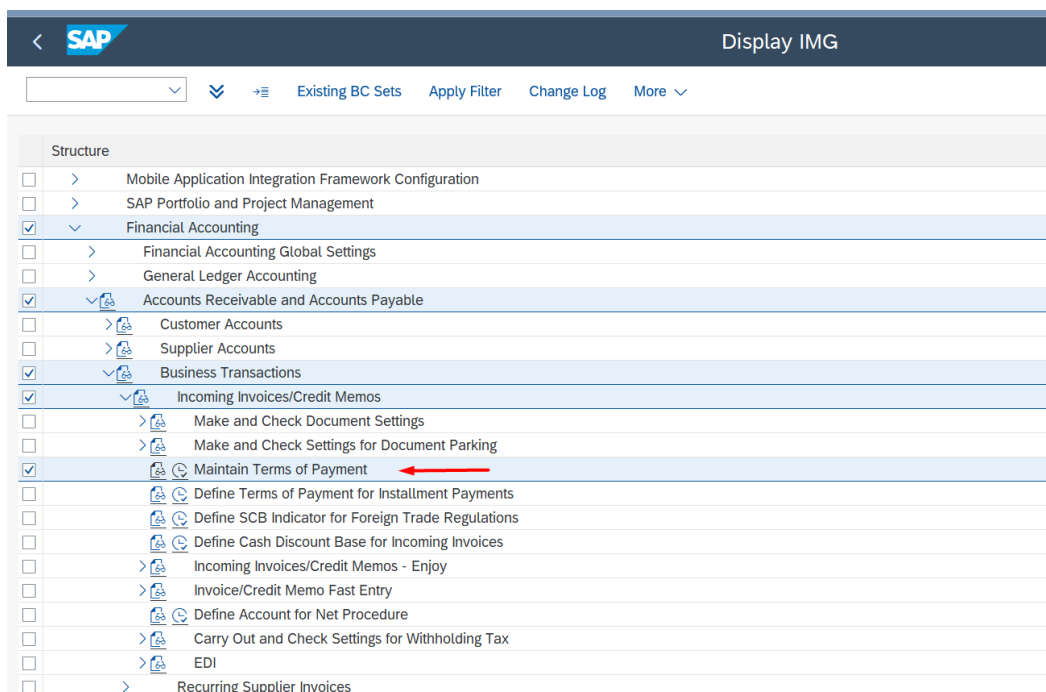 SAP
Display IMG
Existing BC Sets Apply Filter Change Log More
Structure
Mobile Application Integration Framework Configuration
SAP Portfolio and Project Management
Financial Accounting
Financial Accounting Global Settings
General Ledger Accounting
Accounts Receivable and Accounts Payable
Customer Accounts
Supplier Accounts
Business Transactions
Incoming Invoices/Credit Memos
Make and Check Document Settings
Make and Check Settings for Document Parking
Maintain Terms of Payment
Define Terms of Payment for Installment Payments
Define SCB Indicator for Foreign Trade Regulations
Define Cash Discount Base for Incoming Invoices
Incoming Invoices/Credit Memos - Enjoy
Invoice/Credit Memo Fast Entry
Define Account for Net Procedure
Carry Out and Check Settings for Withholding Tax
EDI
Recurring Supplier Invoices